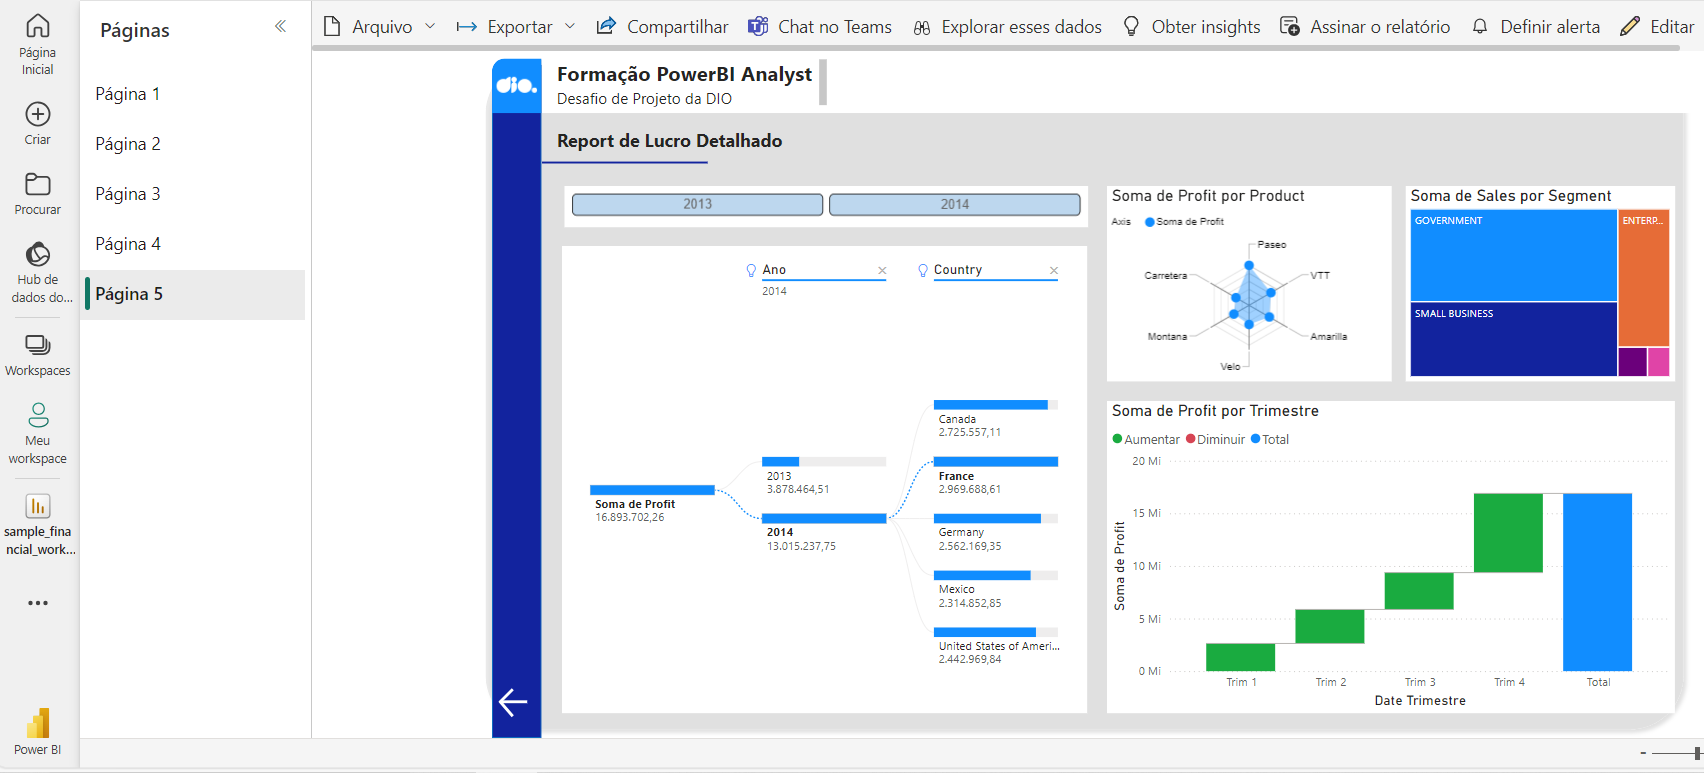 Página
Inicial
Criar
Procurar
Hub de
dados do...
Workspaces
Meu
workspace
sample_fina
ncial_work...
Power BI
Páginas
Página 1
Página 2
Página 3
Página 4
Página 5
Arquivo
Exportar
Compartilhar
Chat no Teams
Explorar esses dados
Obter insights
Assinar o relatório
Definir alerta
Editar
dio.
Formação PowerBI Analyst
Desafio de Projeto da DIO
Report de Lucro Detalhado
2013
2014
Ano
2014
Country
Soma de Profit
16.893.702,26
2013
3.878.464,51
2014
13.015.237,75
Canada
2.725.557,11
France
2.969.688,61
Germany
2.562.169,35
Mexico
2.314.852,85
United States of Ameri...
2.442.969,84
Soma de Profit por Product
Axis
Soma de Profit
Paseo
VTT
Amarilla
Velo
Montana
Carretera
Soma de Sales por Segment
GOVERNMENT
ENTERP...
SMALL BUSINESS
Soma de Profit por Trimestre
Aumentar
Diminuir
Total
Soma de Profit
20 Mi
15 Mi
10 Mi
5 Mi
0 Mi
Trim 1
Trim 2
Trim 3
Trim 4
Total
Date Trimestre